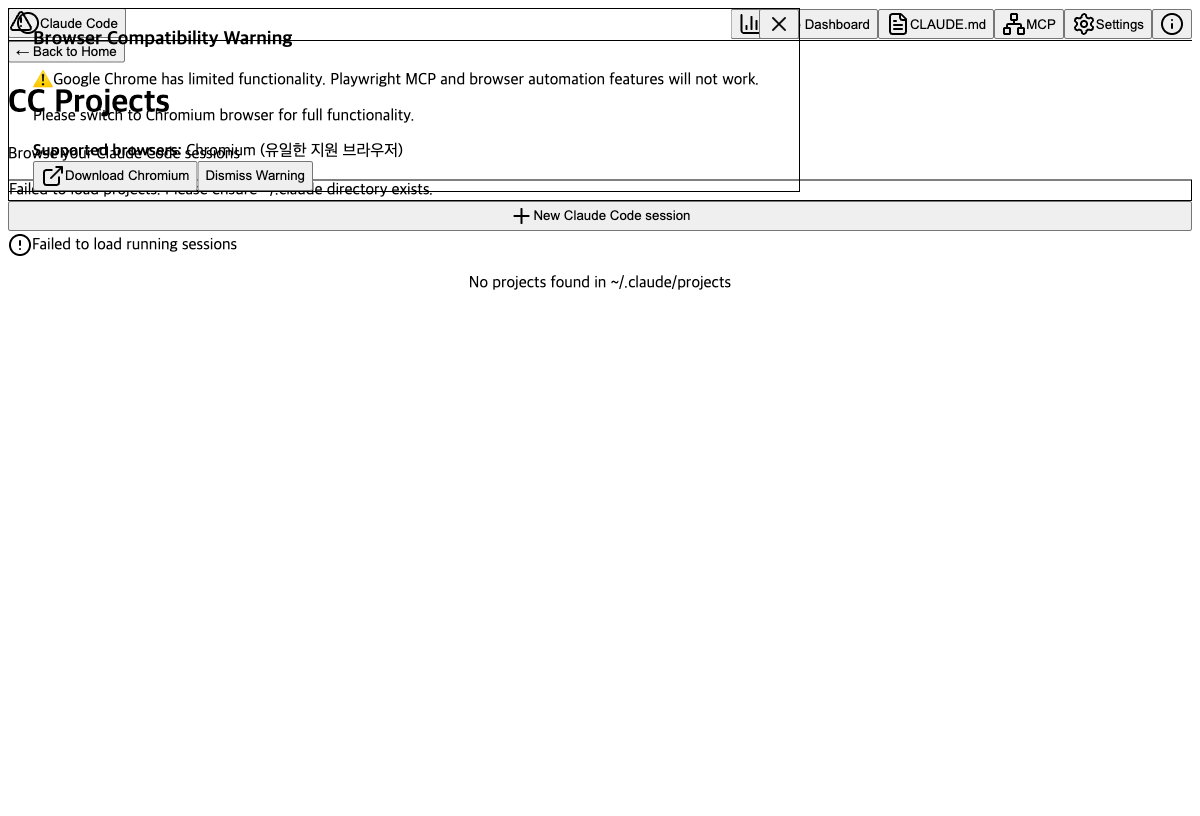 Claude Code
Dashboard
CLAUDE.md
MCP
Settings
Browser Compatibility Warning
← Back to Home
⚠️Google Chrome has limited functionality. Playwright MCP and browser automation features will not work.
CC Projects
Please switch to Chromium browser for full functionality.
Supported browsers: Chromium (유일한 지원 브라우저)
Browse your Claude Code sessions
Download Chromium
Dismiss Warning
Failed to load projects. Please ensure ~/.claude directory exists.
New Claude Code session
Failed to load running sessions
No projects found in ~/.claude/projects